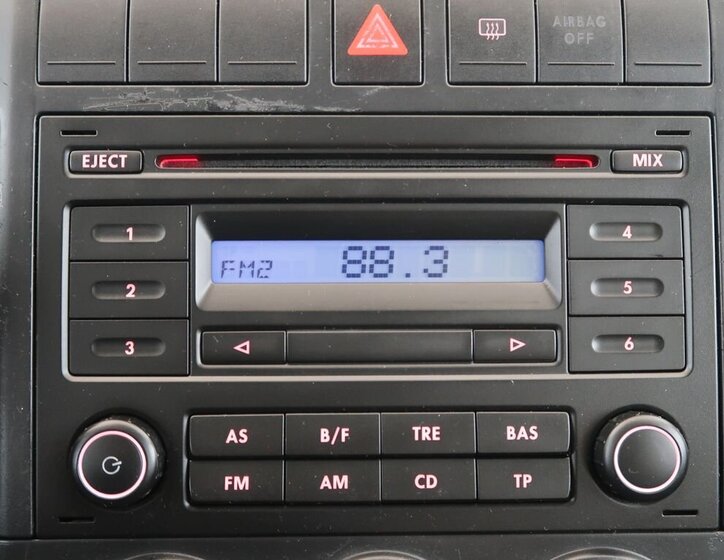 AIRBAG
OFF
EJECT
MIX
1
4
FM2 88.3
2
5
3
6
AS B/F TRE BAS
FM AM CD TP